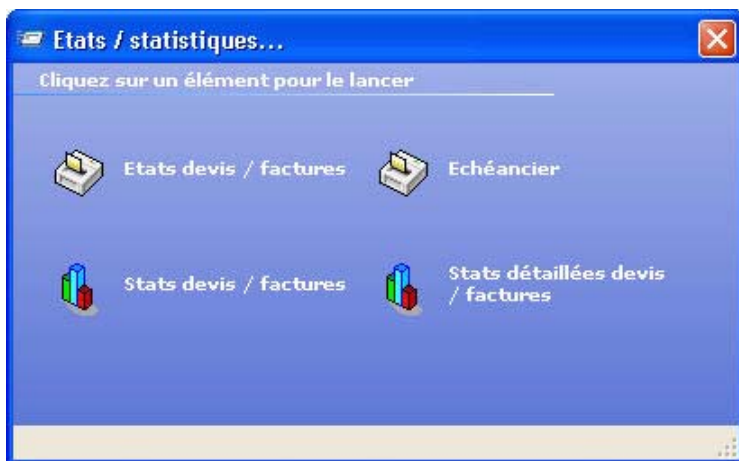 Etats / statistiques...
Cliquez sur un élément pour le lancer
Etats devis / factures
Echéancier
Stats devis / factures
Stats détaillées devis
/ factures